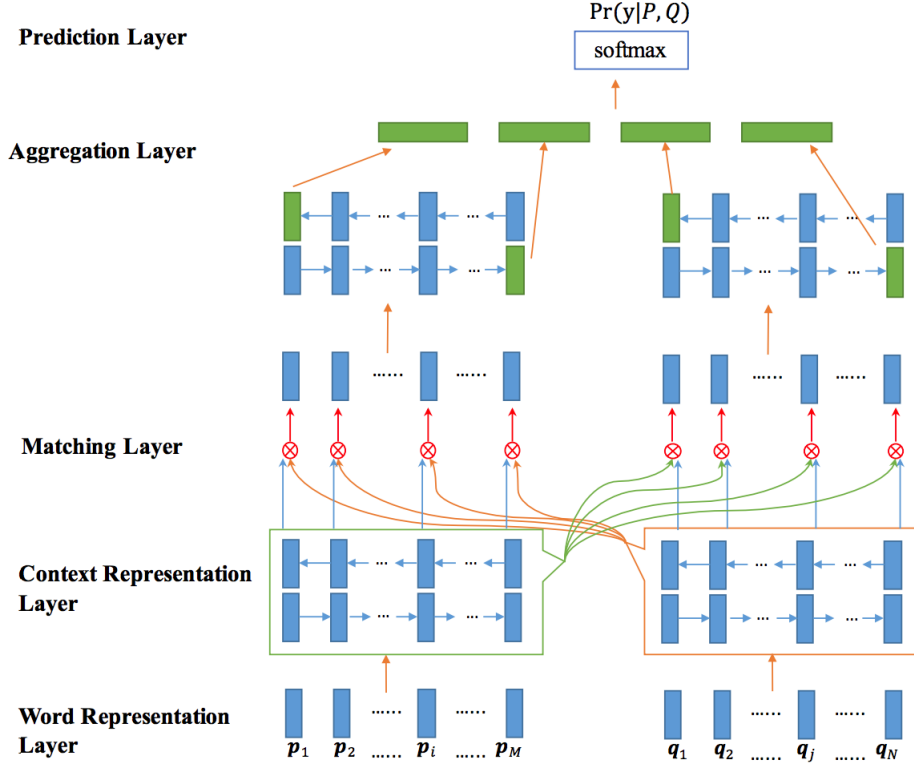 Pr(y|P, Q)
Prediction Layer
softmax
Aggregation Layer
... ... ... ...
... ... ... ...
...... ...... ...... ......
Matching Layer
... ... ... ...
Context Representation
Layer
... ... ... ...
Word Representation
Layer
...... ...... ...... ......
p1 p2 ...... pi ...... pM q1 q2 ...... qj ...... qN